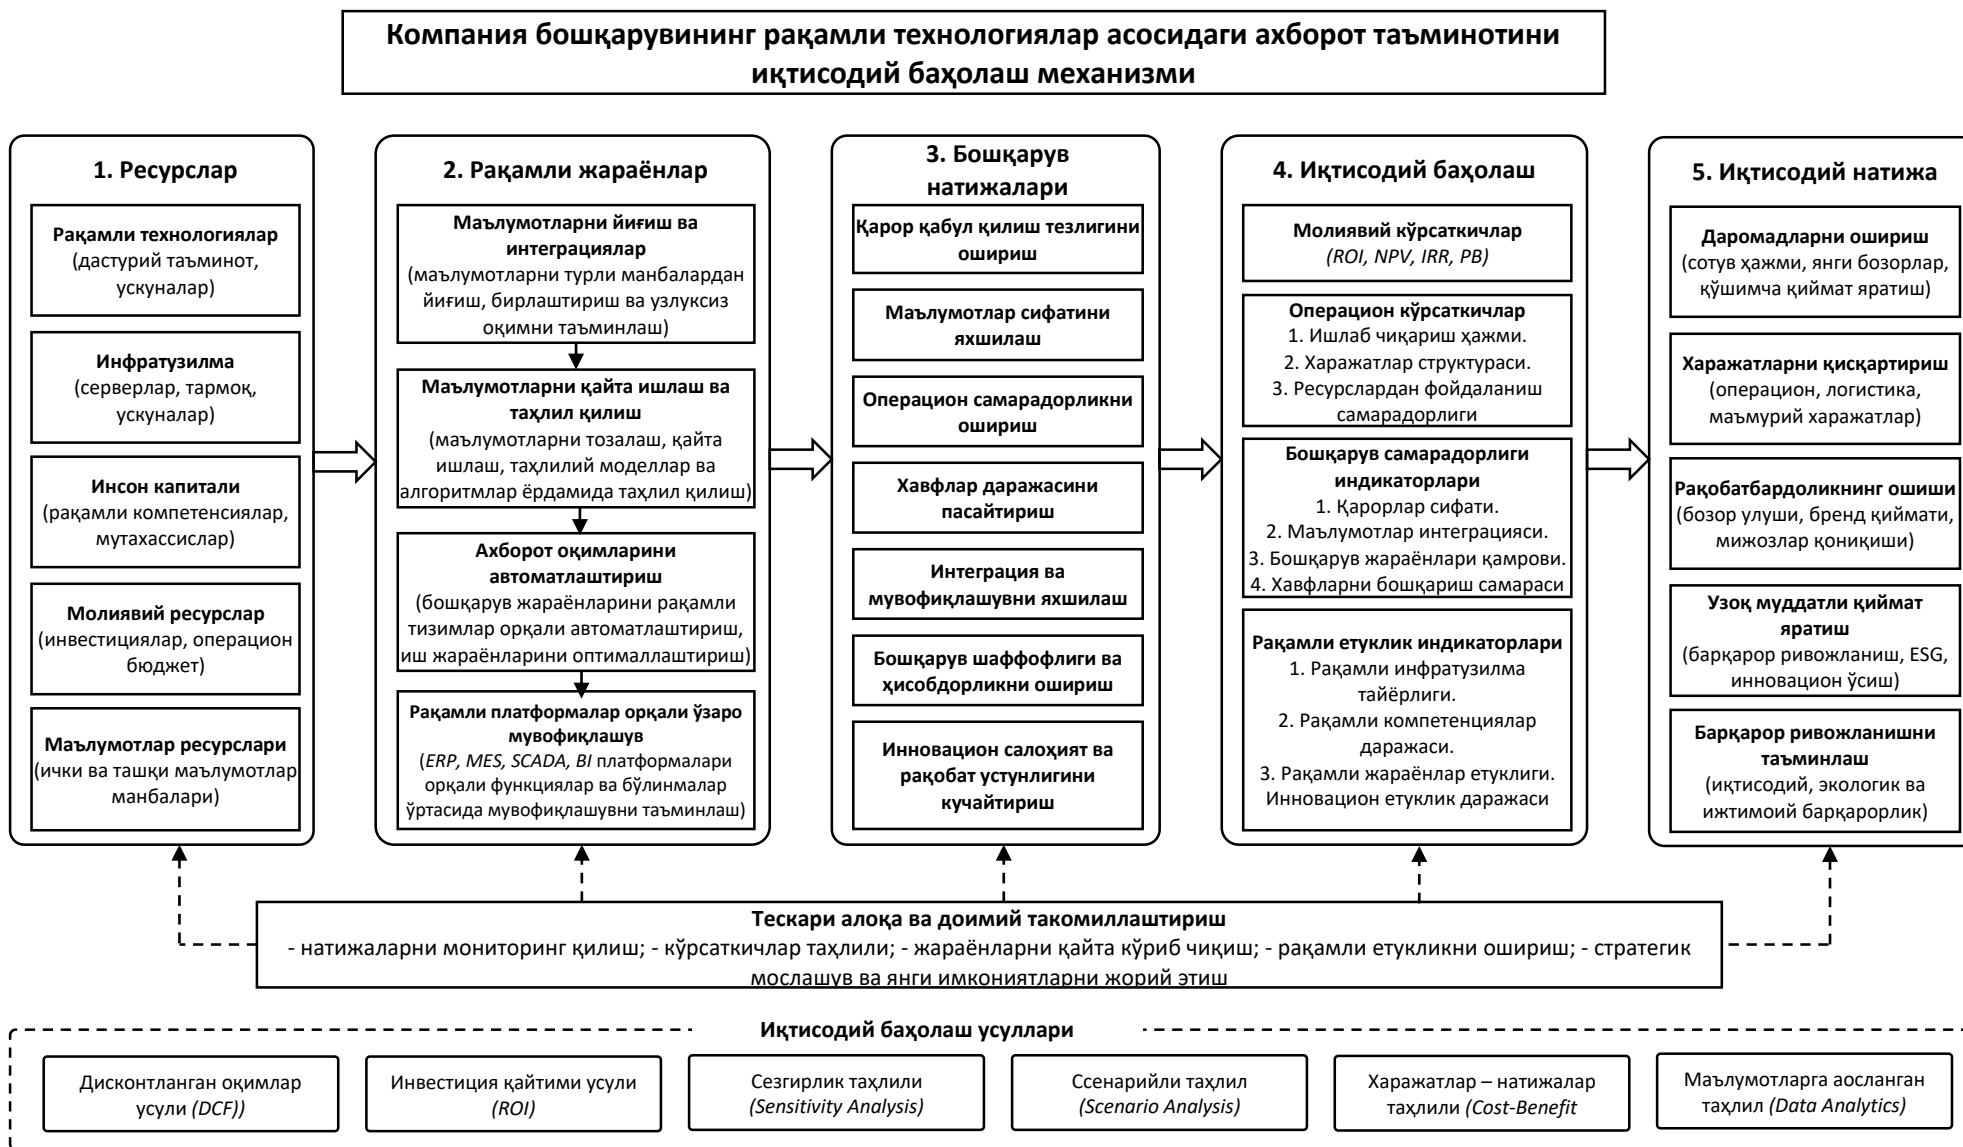 Компания бошқарувининг рақамли технологиялар асосидаги ахборот таъминотини
иқтисодий баҳолаш механизми
1. Ресурслар
Рақамли технологиялар
(дастурий таъминот,
ускуналар)
Инфратузилма
(серверлар, тармоқ,
ускуналар)
Инсон капитали
(рақамли компетенсиялар,
мутахассислар)
Молиявий ресурслар
(инвестициялар, операцион
бюджет)
Маълумотлар ресурслари
(ички ва ташқи маълумотлар
манбалари)
2. Рақамли жараёнлар
Маълумотларни йиғиш ва
интеграциялар
(маълумотларни турли манбалардан
йиғиш, бирлаштириш ва узлуксиз
оқимни таъминлаш)
Маълумотларни қайта ишлаш ва
таҳлил қилиш
(маълумотларни тозалаш, қайта
ишлаш, таҳлилий моделлар ва
алгоритмлар ёрдамида таҳлил қилиш)
Ахборот оқимларини
автоматлаштириш
(бошқарув жараёнларини рақамли
тизимлар орқали автоматлаштириш,
иш жараёнларини оптималлаштириш)
Рақамли платформалар орқали ўзаро
мувофиқлашув
(ERP, MES, SCADA, BI платформалари
орқали функциялар ва бўлинмалар
ўртасида мувофиқлашувни таъминлаш)
3. Бошқарув
натижалари
Қарор қабул қилиш тезлигини
ошириш
Маълумотлар сифатини
яхшилаш
Операцион самарадорликни
ошириш
Хавфлар даражасини
пасайтириш
Интеграция ва
мувофиқлашувни яхшилаш
Бошқарув шаффофлиги ва
ҳисобдорликни ошириш
Инновацион салоҳият ва
рақобат устунлигини
кучайтириш
4. Иқтисодий баҳолаш
Молиявий кўрсаткичлар
(ROI, NPV, IRR, PB)
Операцион кўрсаткичлар
1. Ишлаб чиқариш ҳажми.
2. Харажатлар структураси.
3. Ресурслардан фойдаланиш
самарадорлиги
Бошқарув самарадорлиги
индикаторлари
1. Қарорлар сифати.
2. Маълумотлар интеграцияси.
3. Бошқарув жараёнлари қамрови.
4. Хавфларни бошқариш самараси
Рақамли етуклик индикаторлари
1. Рақамли инфратузилма
тайёрлиги.
2. Рақамли компетенциялар
даражаси.
3. Рақамли жараёнлар етуклиги.
Инновацион етуклик даражаси
5. Иқтисодий натижа
Даромадларни ошириш
(сотув ҳажми, янги бозорлар,
қўшимча қиймат яратиш)
Харажатларни қисқартириш
(операцион, логистика,
маъмурий харажатлар)
Рақобатбардоликнинг ошиши
(бозор улуши, бренд қиймати,
мижозлар қониқиши)
Узоқ муддатли қиймат
яратиш
(барқарор ривожланиш, ESG,
инновацион ўсиш)
Барқарор ривожланишни
таъминлаш
(иқтисодий, экологик ва
ижтимоий барқарорлик)
Тескари алоқа ва доимий такомиллаштириш
- натижаларни мониторинг қилиш; - кўрсаткичлар таҳлили; - жараёнларни қайта кўриб чиқиш; - рақамли етукликни ошириш; - стратегик
мослашув ва янги имкониятларни жорий этиш
Иқтисодий баҳолаш усуллари
Дисконтланган оқимлар
усули (DCF))
Инвестиция қайтими усули
(ROI)
Сезгирлик таҳлили
(Sensitivity Analysis)
Ссенарийли таҳлил
(Scenario Analysis)
Харажатлар – натижалар
таҳлили (Cost-Benefit
Маълумотларга аосланган
таҳлил (Data Analytics)